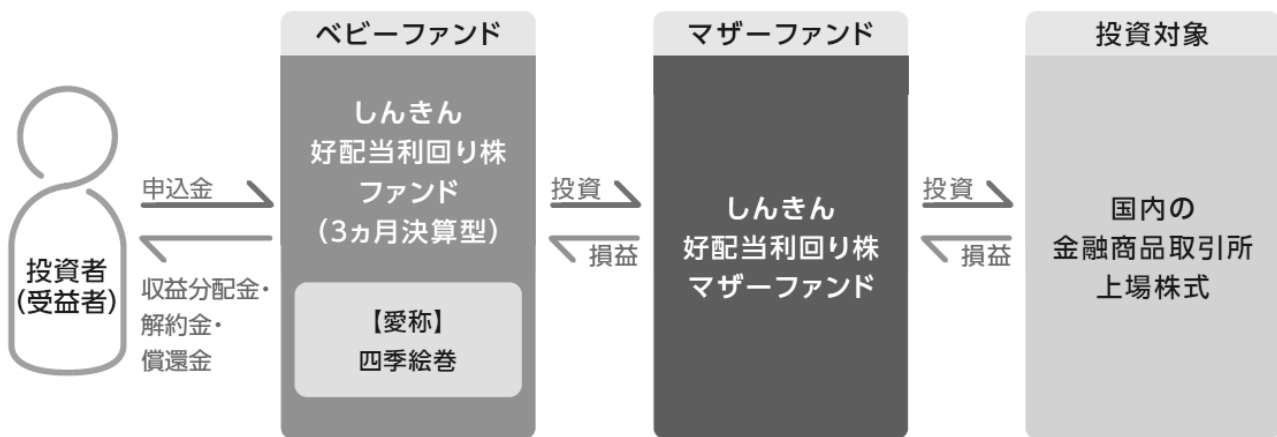 投資者
(受益者)
申込金
収益分配金・
解約金・
償還金
ベビーファンド
しんきん
好配当利回り株
ファンド
(3ヵ月決算型)
【愛称】
四季絵巻
投資
損益
マザーファンド
しんきん
好配当利回り株
マザーファンド
投資
損益
投資対象
国内の
金融商品取引所
上場株式